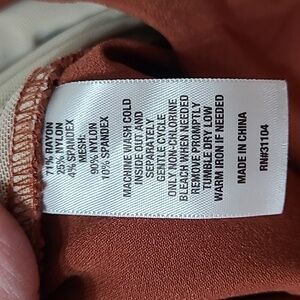 71% RAYON
25% NYLON
4% SPANDEX
MESH
90% NYLON
10% SPANDEX
MACHINE WASH COLD
INSIDE OUT AND
SEPARATELY
GENTLE CYCLE
ONLY NON-CHLORINE
BLEACH WHEN NEEDED
REMOVE PROMPTLY
TUMBLE DRY LOW
WARM IRON IF NEEDED
MADE IN CHINA
RN#31104